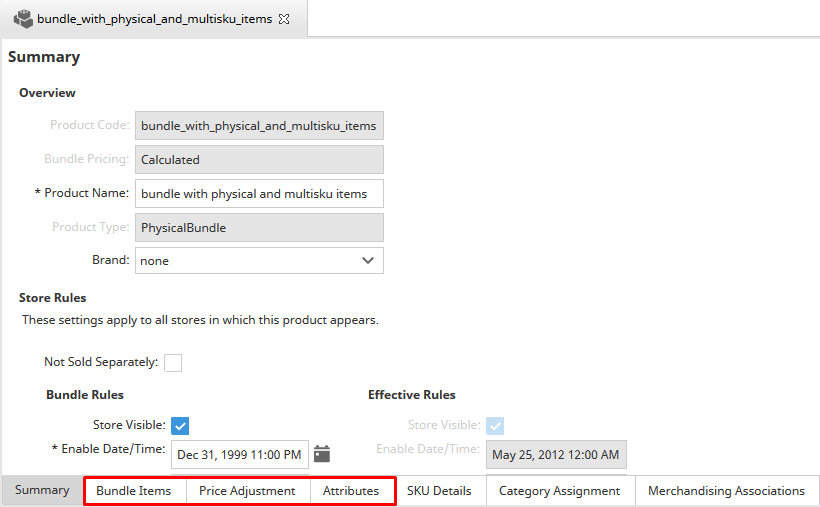 bundle_with_physical_and_multisku_items
Summary
Overview
Product Code: bundle_with_physical_and_multisku_items
Bundle Pricing: Calculated
* Product Name: bundle with physical and multisku items
Product Type: PhysicalBundle
Brand: none
Store Rules
These settings apply to all stores in which this product appears.
Not Sold Separately:
Bundle Rules Effective Rules
Store Visible: Store Visible:
* Enable Date/Time: Dec 31, 1999 11:00 PM Enable Date/Time: May 25, 2012 12:00 AM
Summary Bundle Items Price Adjustment Attributes SKU Details Category Assignment Merchandising Associations